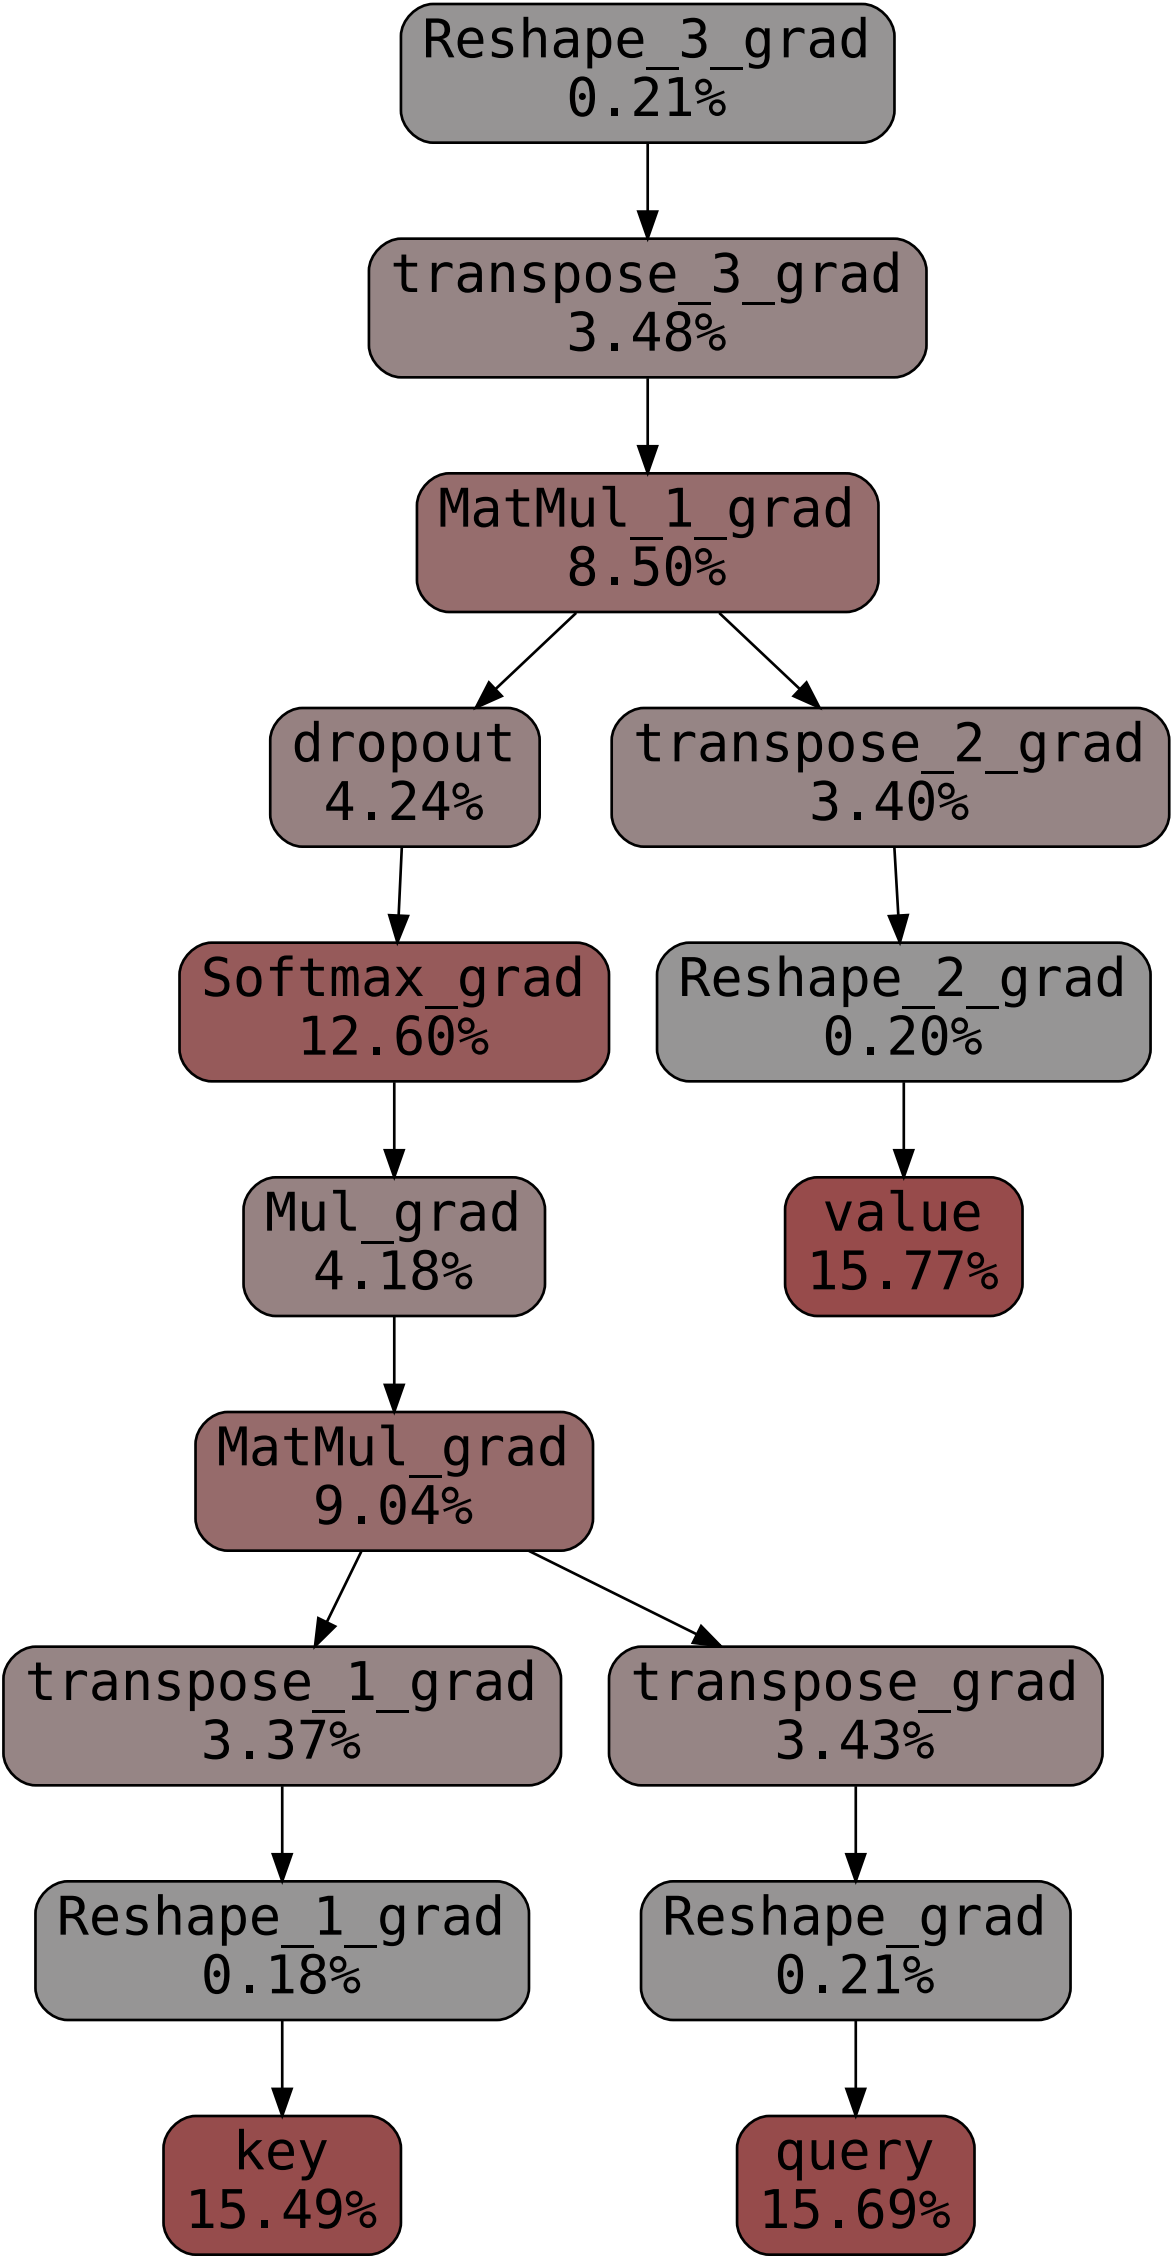 Reshape_3_grad
0.21%
transpose_3_grad
3.48%
MatMul_1_grad
8.50%
dropout
4.24%
transpose_2_grad
3.40%
Softmax_grad
12.60%
Reshape_2_grad
0.20%
Mul_grad
4.18%
value
15.77%
MatMul_grad
9.04%
transpose_1_grad
3.37%
transpose_grad
3.43%
Reshape_1_grad
0.18%
Reshape_grad
0.21%
key
15.49%
query
15.69%